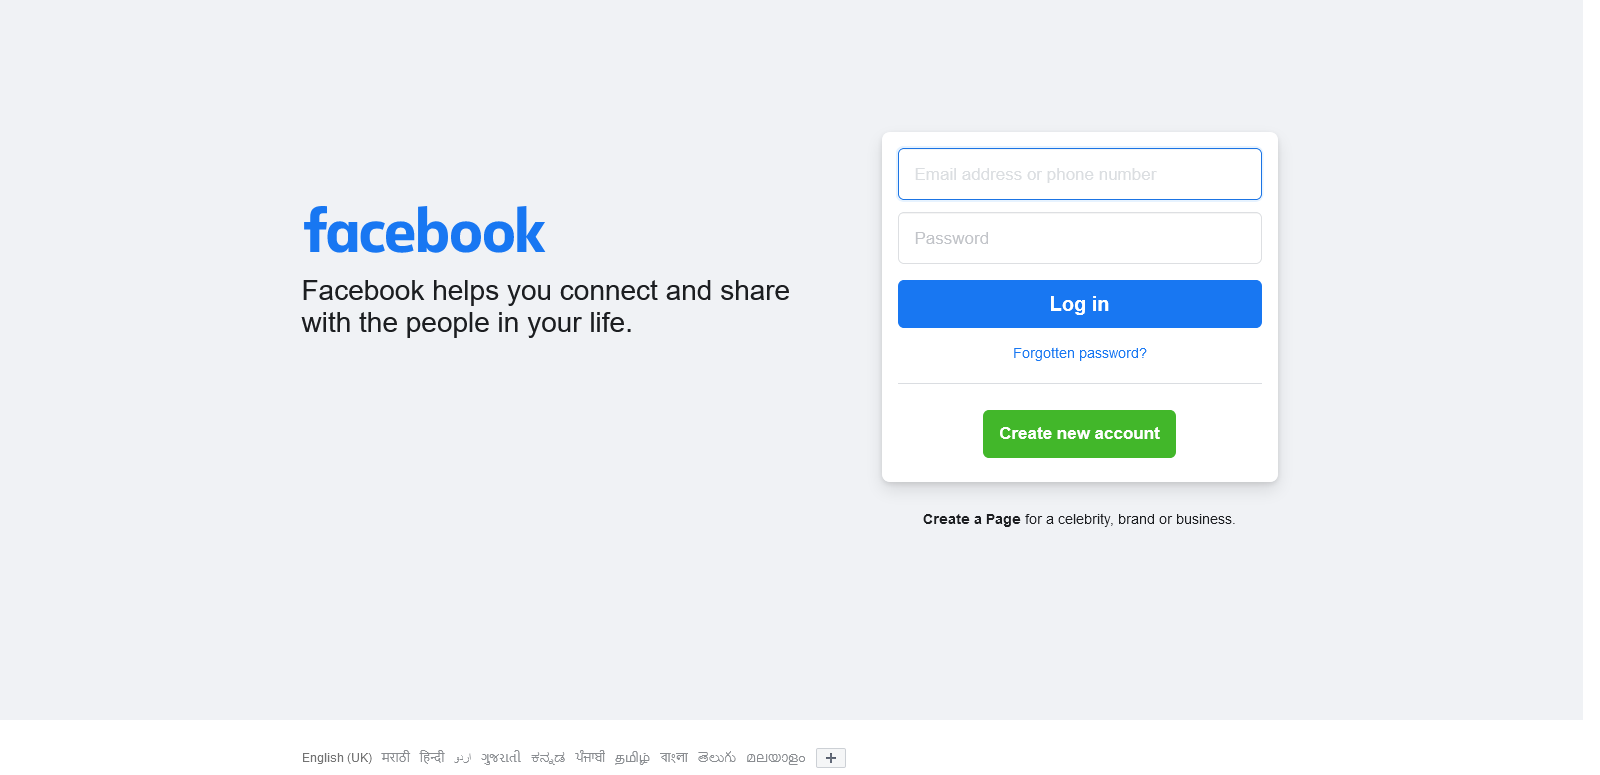 facebook
Facebook helps you connect and share
with the people in your life.
Email address or phone number
Password
Log in
Forgotten password?
Create new account
Create a Page for a celebrity, brand or business.
English (UK) मराठी हिन्दी اردو ગુજરાતી ಕನ್ನಡ ਪੰਜਾਬੀ தமிழ் বাংলা తెలుగు മലയാളം